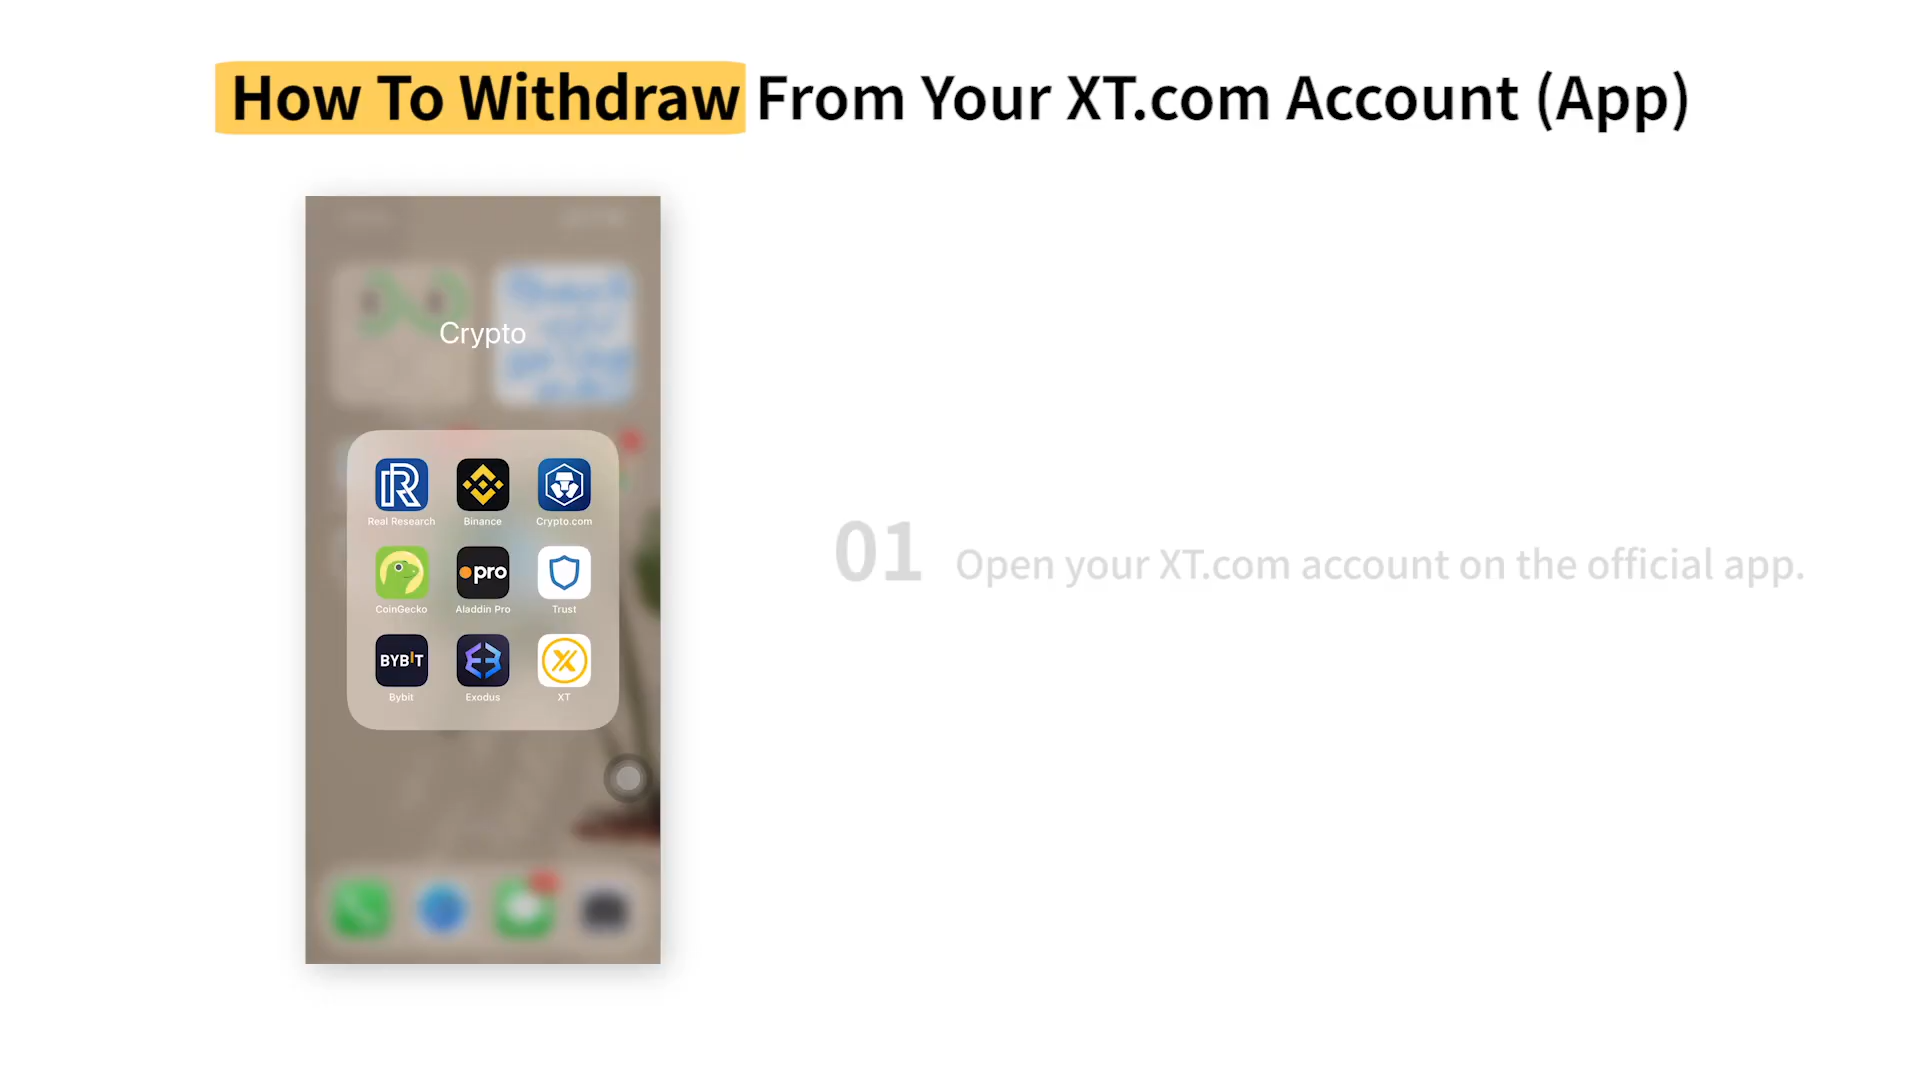 How To Withdraw From Your XT.com Account (App)
Crypto
Real Research Binance Crypto.com
pro
CoinGecko Aladdin Pro Trust
BYBIT
Bybit Exodus XT
01 Open your XT.com account on the official app.